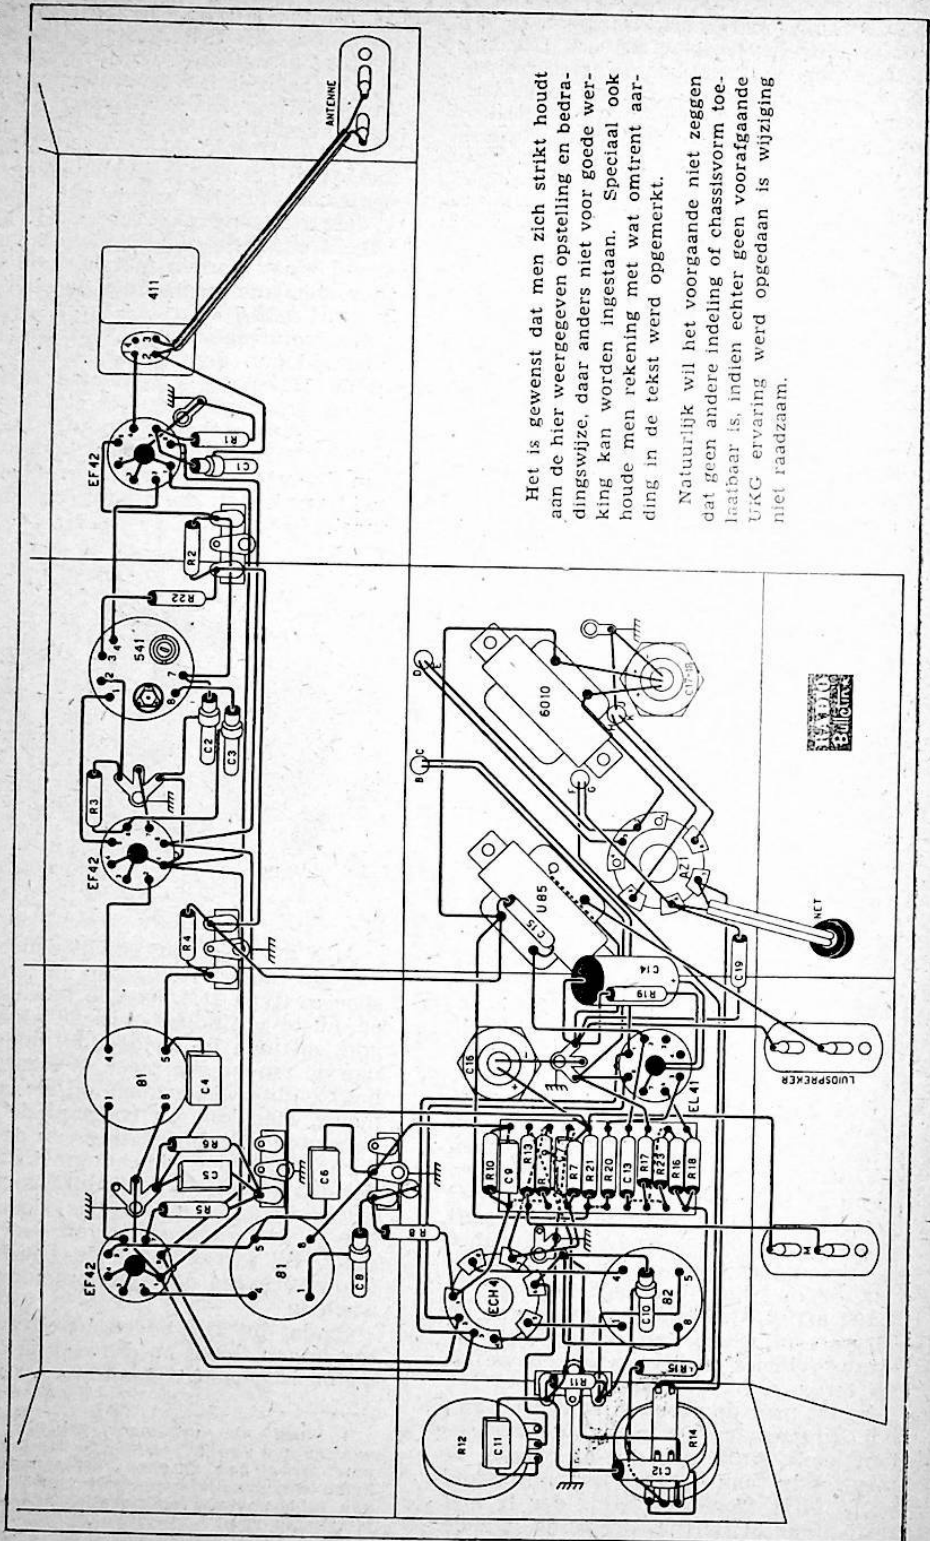 ANTENNE
411
EF42
R1
C1
R2
R22
541
C2
C3
R3
EF42
R4
81
C4
R6
C5
R5
EF42
C6
81
C8
R8
Het is gewenst dat men zich strikt houdt
aan de hier weergegeven opstelling en bedra-
dingswijze, daar anders niet voor goede wer-
king kan worden ingestaan. Speciaal ook
houde men rekening met wat omtrent aar-
ding in de tekst werd opgemerkt.
Natuurlijk wil het voorgaande niet zeggen
dat geen andere indeling of chassisvorm toe-
laatbaar is, indien echter geen voorafgaande
UKG ervaring werd opgedaan is wijziging
niet raadzaam.
RADIO
Bulletin
D
E
B
C
6010
C17-18
H
K
F
G
AZ1
U85
C15
C14
R19
C19
NET
C16
EL41
LUIDSPREKER
R10
C9
R13
R7
R21
R20
C13
R17
R23
R16
R18
M
ECH4
82
C10
R15
R11
R12
C11
R14
C12